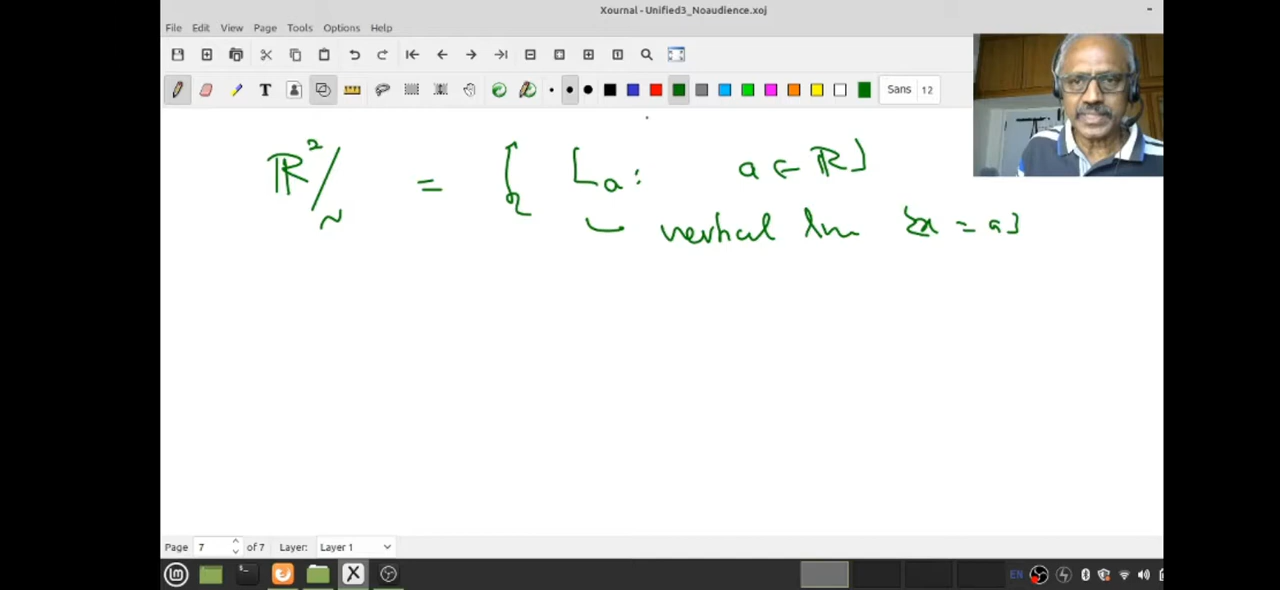 Xournal - Unified3_Noaudience.xoj
File Edit View Page Tools Options Help
Sans 12
ℝ²/~ = { L_a : a ∈ ℝ }
vertical line {x = a}
Page 7 of 7 Layer: Layer 1
EN